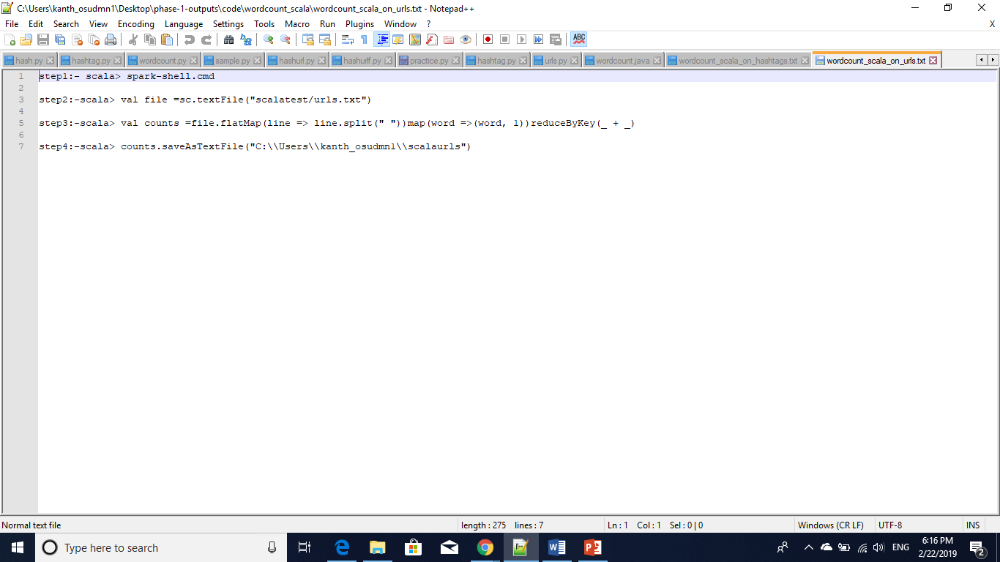 C:\Users\kanth_osudmn1\Desktop\phase-1-outputs\code\wordcount_scala\wordcount_scala_on_urls.txt - Notepad++
File Edit Search View Encoding Language Settings Tools Macro Run Plugins Window ? X
ABC
hash.py hashtag.py wordcount.py sample.py hashurl.py hashurff.py practice.py hashtag.py urls.py wordcount.java wordcount_scala_on_hashtags.txt wordcount_scala_on_urls.txt
1 step1:- scala> spark-shell.cmd
2
3 step2:-scala> val file =sc.textFile("scalatest/urls.txt")
4
5 step3:-scala> val counts =file.flatMap(line => line.split(" "))map(word =>(word, 1))reduceByKey(_ + _)
6
7 step4:-scala> counts.saveAsTextFile("C:\\Users\\kanth_osudmn1\\scalaurls")
Normal text file length : 275 lines : 7 Ln : 1 Col : 1 Sel : 0 | 0 Windows (CR LF) UTF-8 INS
Type here to search ENG 6:16 PM
2/22/2019 2